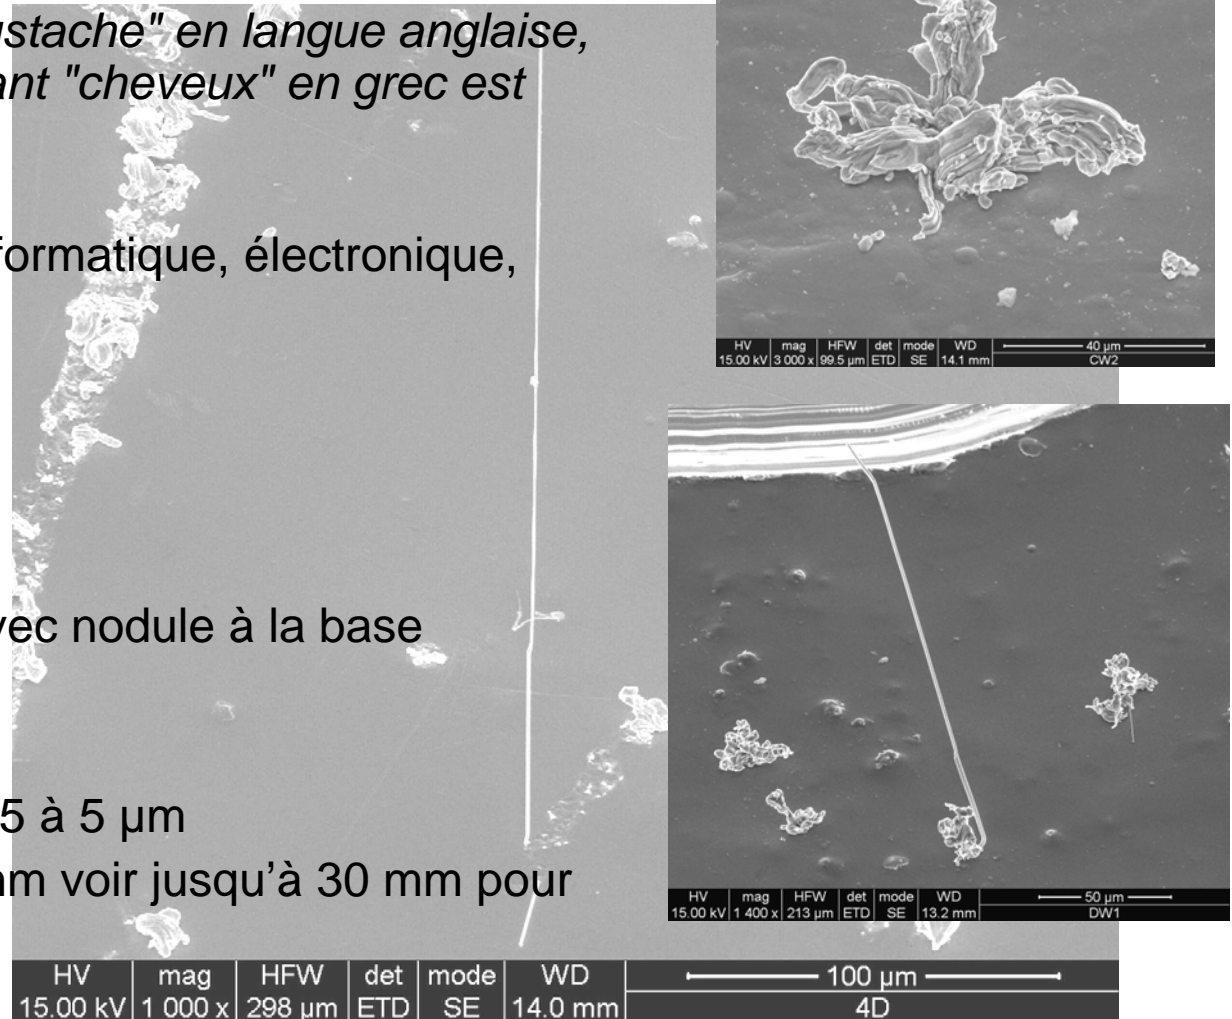 stache" en langue anglaise,
ant "cheveux" en grec est
formatique, électronique,
vec nodule à la base
5 à 5 µm
mm voir jusqu'à 30 mm pour
HV mag HFW det mode WD 40 µm
15.00 kV 3 000 x 99.5 µm ETD SE 14.1 mm CW2
HV mag HFW det mode WD 50 µm
15.00 kV 1 400 x 213 µm ETD SE 13.2 mm DW1
HV mag HFW det mode WD 100 µm
15.00 kV 1 000 x 298 µm ETD SE 14.0 mm 4D